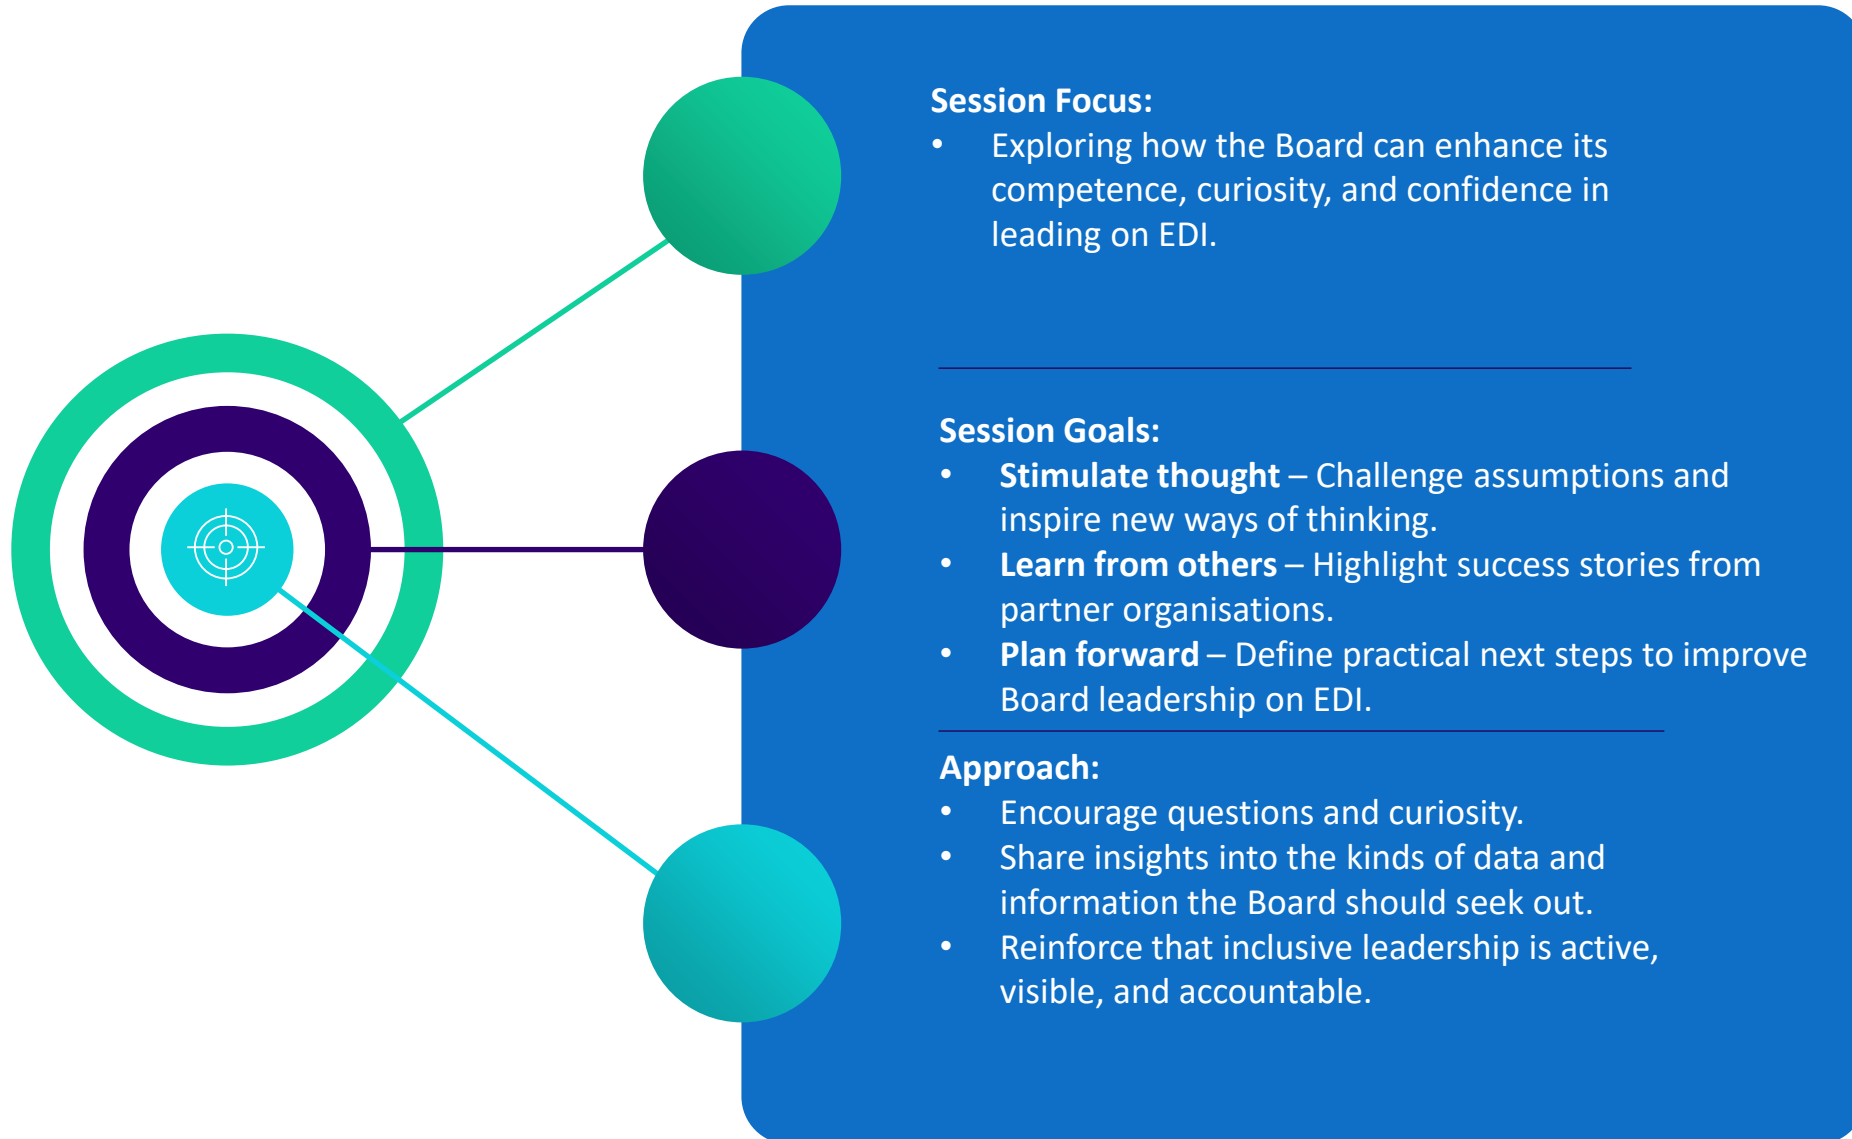 Session Focus:
• Exploring how the Board can enhance its
competence, curiosity, and confidence in
leading on EDI.
Session Goals:
• Stimulate thought – Challenge assumptions and
inspire new ways of thinking.
• Learn from others – Highlight success stories from
partner organisations.
• Plan forward – Define practical next steps to improve
Board leadership on EDI.
Approach:
• Encourage questions and curiosity.
• Share insights into the kinds of data and
information the Board should seek out.
• Reinforce that inclusive leadership is active,
visible, and accountable.